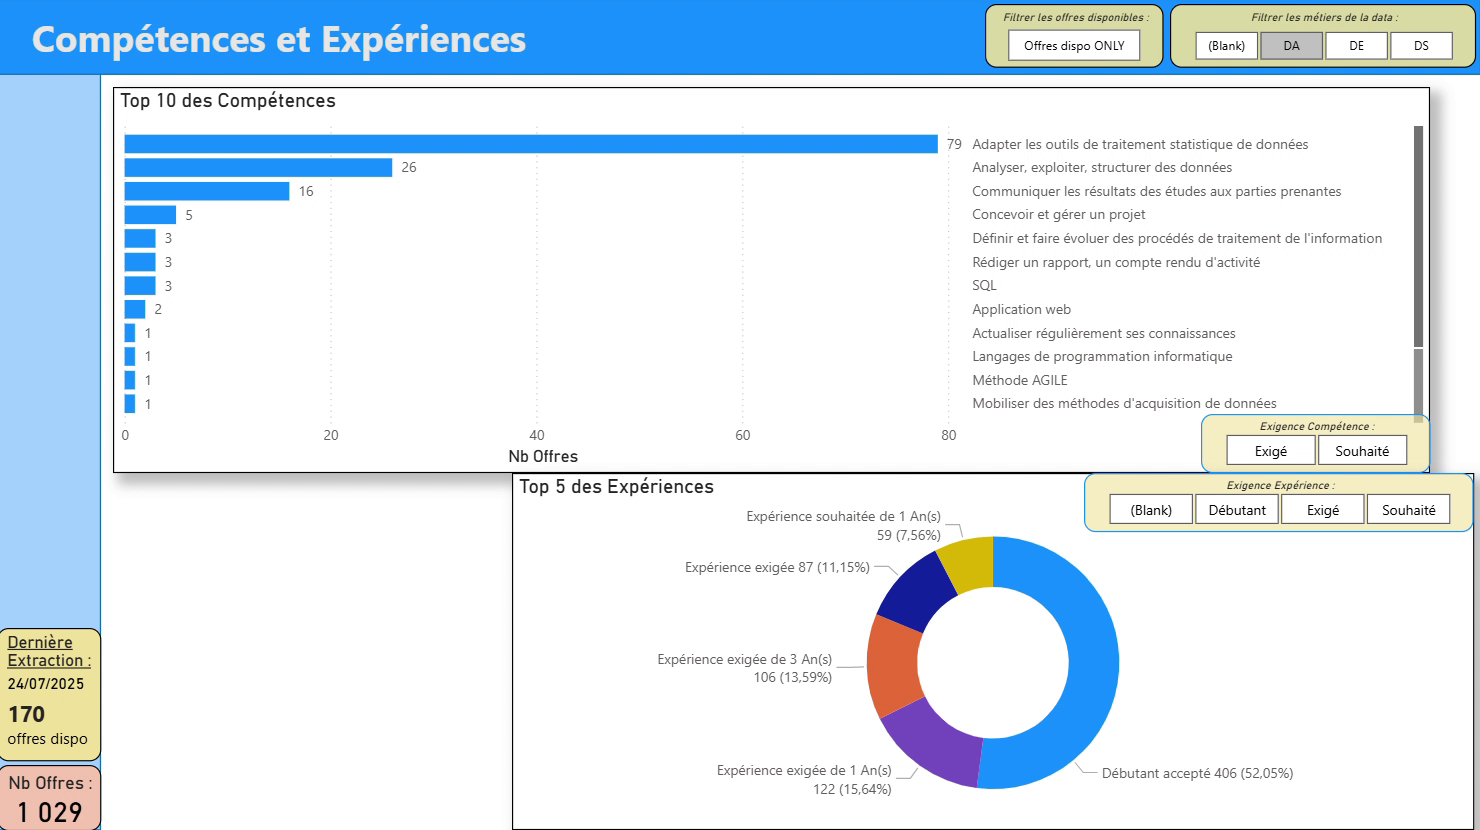 Compétences et Expériences
Filtrer les offres disponibles :
Offres dispo ONLY
Filtrer les métiers de la data :
(Blank)
DA
DE
DS
Top 10 des Compétences
79 Adapter les outils de traitement statistique de données
26 Analyser, exploiter, structurer des données
16 Communiquer les résultats des études aux parties prenantes
5 Concevoir et gérer un projet
3 Définir et faire évoluer des procédés de traitement de l'information
3 Rédiger un rapport, un compte rendu d'activité
3 SQL
2 Application web
1 Actualiser régulièrement ses connaissances
1 Langages de programmation informatique
1 Méthode AGILE
1 Mobiliser des méthodes d'acquisition de données
0 20 40 60 80
Nb Offres
Exigence Compétence :
Exigé
Souhaité
Top 5 des Expériences
Exigence Expérience :
(Blank)
Débutant
Exigé
Souhaité
Expérience souhaitée de 1 An(s)
59 (7,56%)
Expérience exigée 87 (11,15%)
Expérience exigée de 3 An(s)
106 (13,59%)
Expérience exigée de 1 An(s)
122 (15,64%)
Débutant accepté 406 (52,05%)
Dernière
Extraction :
24/07/2025
170
offres dispo
Nb Offres :
1 029